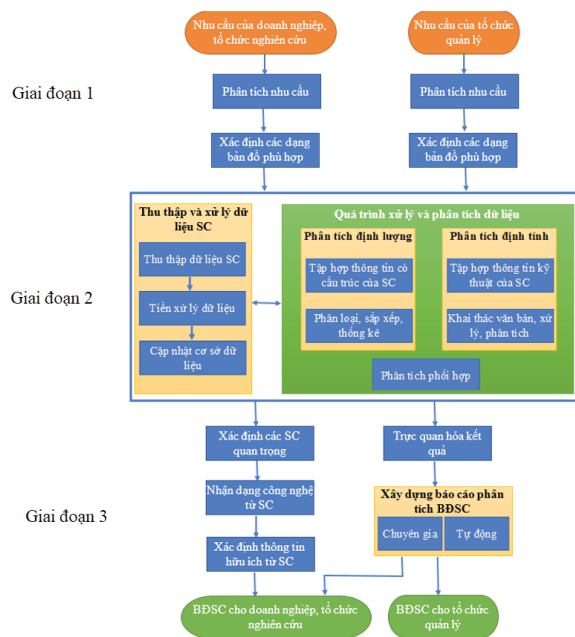 Nhu cầu của doanh nghiệp,
tổ chức nghiên cứu
Nhu cầu của tổ chức
quản lý
Giai đoạn 1
Phân tích nhu cầu
Phân tích nhu cầu
Xác định các dạng
bản đồ phù hợp
Xác định các dạng
bản đồ phù hợp
Giai đoạn 2
Thu thập và xử lý dữ
liệu SC
Thu thập dữ liệu SC
Tiền xử lý dữ liệu
Cập nhật cơ sở dữ
liệu
Quá trình xử lý và phân tích dữ liệu
Phân tích định lượng
Tập hợp thông tin có
cấu trúc của SC
Phân loại, sắp xếp,
thống kê
Phân tích định tính
Tập hợp thông tin kỹ
thuật của SC
Khai thác văn bản, xử
lý, phân tích
Phân tích phối hợp
Giai đoạn 3
Xác định các SC
quan trọng
Nhận dạng công nghệ
từ SC
Xác định thông tin
hữu ích từ SC
Trực quan hóa kết
quả
Xây dựng báo cáo phân
tích BĐSC
Chuyên gia
Tự động
BĐSC cho doanh nghiệp, tổ chức
nghiên cứu
BĐSC cho tổ chức
quản lý